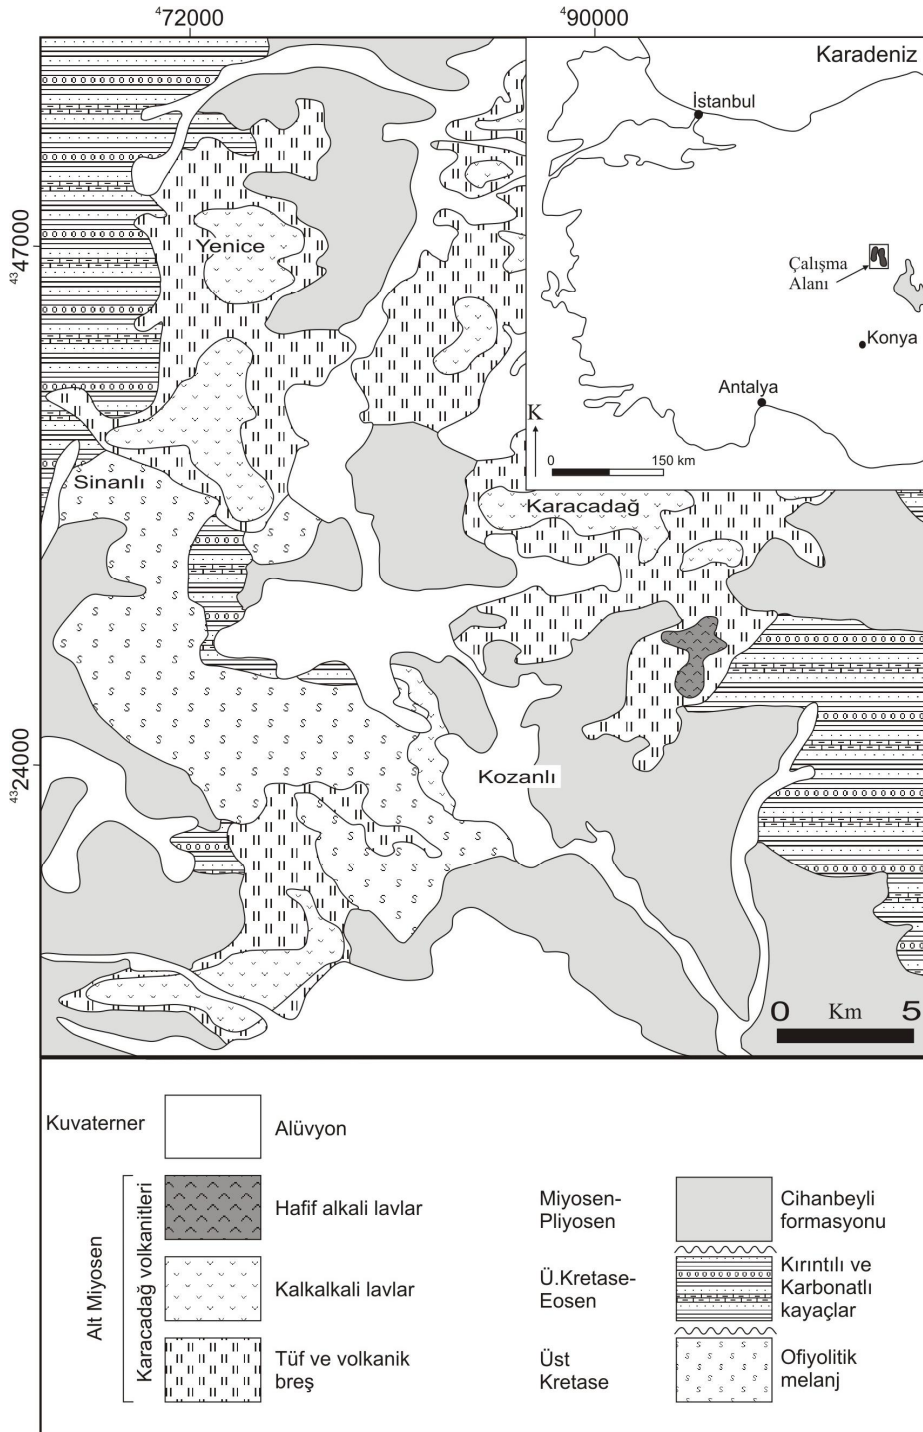 ⁴72000
⁴90000
Karadeniz
İstanbul
Yenice
⁴³47000
Çalışma
Alanı
Konya
Antalya
K
0 150 km
Sinanlı
Karacadağ
⁴³24000
Kozanlı
0 Km 5
Kuvaterner
Alüvyon
Alt Miyosen
Karacadağ volkanitleri
Hafif alkali lavlar
Kalkalkali lavlar
Tüf ve volkanik
breş
Miyosen-
Pliyosen
Cihanbeyli
formasyonu
Ü.Kretase-
Eosen
Kırıntılı ve
Karbonatlı
kayaçlar
Üst
Kretase
Ofiyolitik
melanj